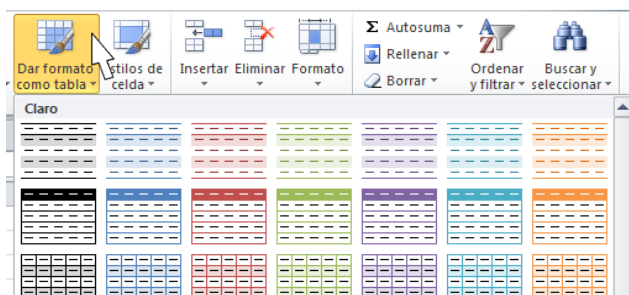 Dar formato
como tabla
stilos de
celda
Insertar
Eliminar
Formato
Σ Autosuma
Rellenar
Borrar
Ordenar
y filtrar
Buscar y
seleccionar
Claro